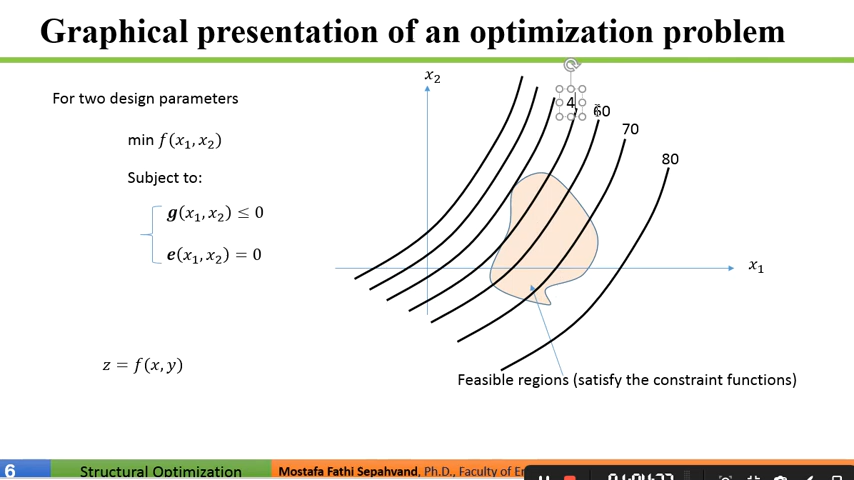 Graphical presentation of an optimization problem
For two design parameters
min f(x₁, x₂)
Subject to:
g(x₁, x₂) ≤ 0
e(x₁, x₂) = 0
z = f(x, y)
x₂
4
60
70
80
x₁
Feasible regions (satisfy the constraint functions)
6
Structural Optimization
Mostafa Fathi Sepahvand, Ph.D., Faculty of